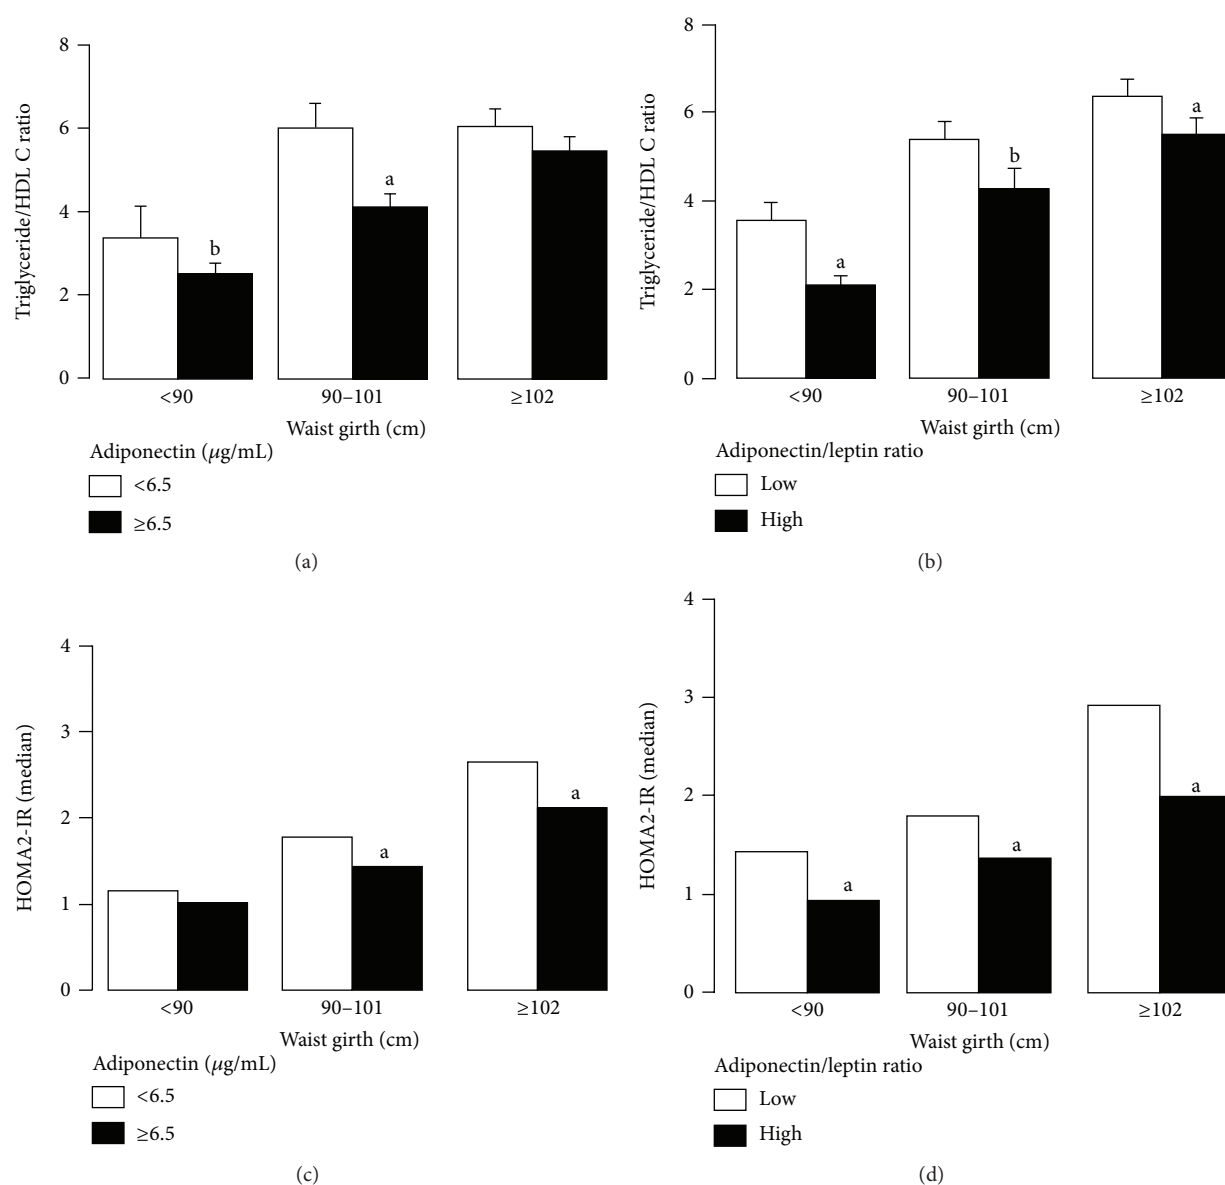 Triglyceride/HDL C ratio
8
6
4
2
0
b
a
<90
90–101
≥102
Waist girth (cm)
Adiponectin (μg/mL)
<6.5
≥6.5
(a)
Triglyceride/HDL C ratio
8
6
4
2
0
a
b
a
<90
90–101
≥102
Waist girth (cm)
Adiponectin/leptin ratio
Low
High
(b)
HOMA2-IR (median)
4
3
2
1
0
a
a
<90
90–101
≥102
Waist girth (cm)
Adiponectin (μg/mL)
<6.5
≥6.5
(c)
HOMA2-IR (median)
4
3
2
1
0
a
a
a
<90
90–101
≥102
Waist girth (cm)
Adiponectin/leptin ratio
Low
High
(d)